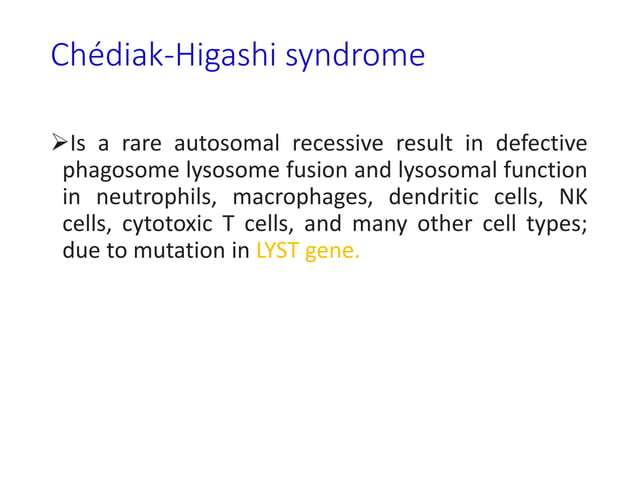 Chédiak-Higashi syndrome
➢Is a rare autosomal recessive result in defective
phagosome lysosome fusion and lysosomal function
in neutrophils, macrophages, dendritic cells, NK
cells, cytotoxic T cells, and many other cell types;
due to mutation in LYST gene.